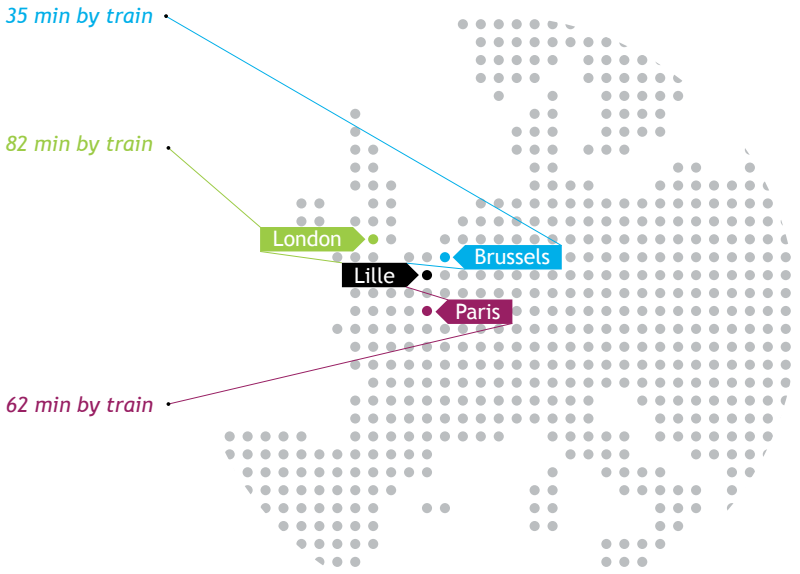 35 min by train
82 min by train
London
Brussels
Lille
Paris
62 min by train